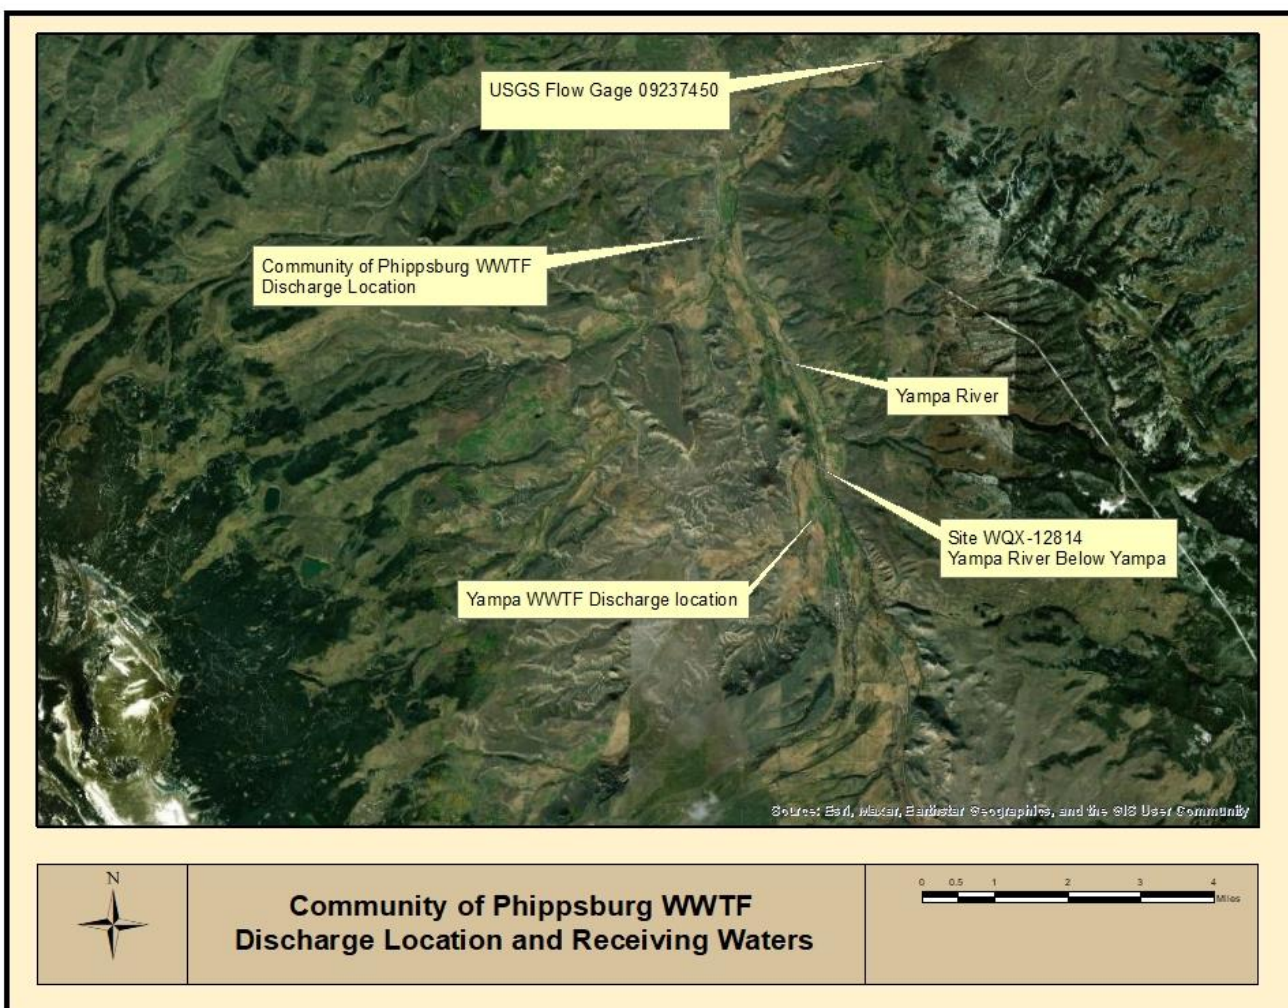 USGS Flow Gage 09237450
Community of Phippsburg WWTF
Discharge Location
Yampa River
Site WQX-12814
Yampa River Below Yampa
Yampa WWTF Discharge location
Source: Esri, Maxar, Earthstar Geographics, and the GIS User Community
N
Community of Phippsburg WWTF
Discharge Location and Receiving Waters
0 0.5 1 2 3 4
Miles